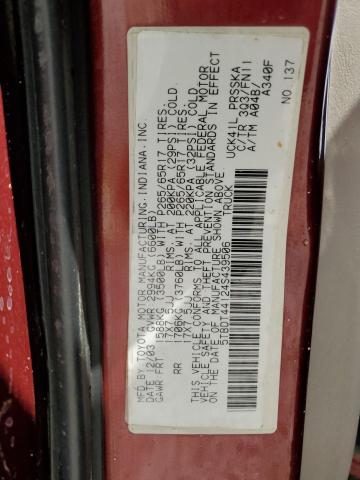 MFD. BY:TOYOTA MOTOR MANUFACTURING.INDIANA.INC
DATE:12/03 GVWR 2994KG (6600LB)
GAWR FRT 1588KG (3500LB) WITH P265/65R17 TIRES.
17X7.5JJ RIMS. AT 200KPA (29PSI) COLD
RR 1706KG (3760LB) WITH P265/65R17 TIRES.
17X7.5JJ RIMS. AT 220KPA (32PSI) COLD
THIS VEHICLE CONFORMS TO ALL APPLICABLE FEDERAL MOTOR
VEHICLE SAFETY AND THEFT PREVENTION STANDARDS IN EFFECT
ON THE DATE OF MANUFACTURE SHOWN ABOVE.
5TBDT44124S439506 TRUCK
UCK41L PRSSKA
C/TR 3Q3/FN11
A/TM A04B/
A340F
NO. 137